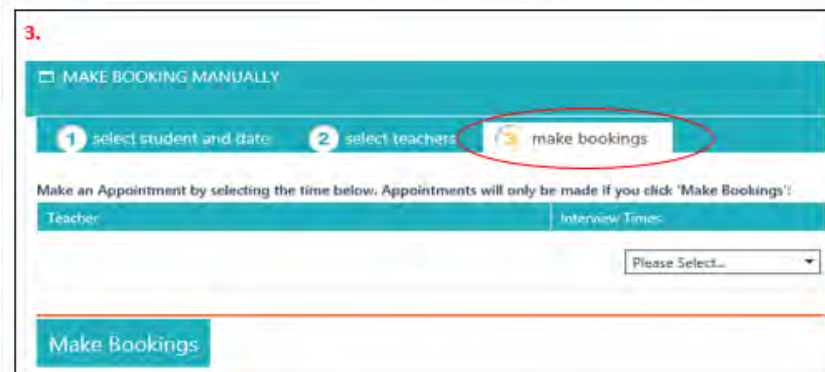 3.
MAKE BOOKING MANUALLY
1 select student and date 2 select teachers 3 make bookings
Make an Appointment by selecting the time below. Appointments will only be made if you click 'Make Bookings':
Teacher Interview Times
Please Select...
Make Bookings